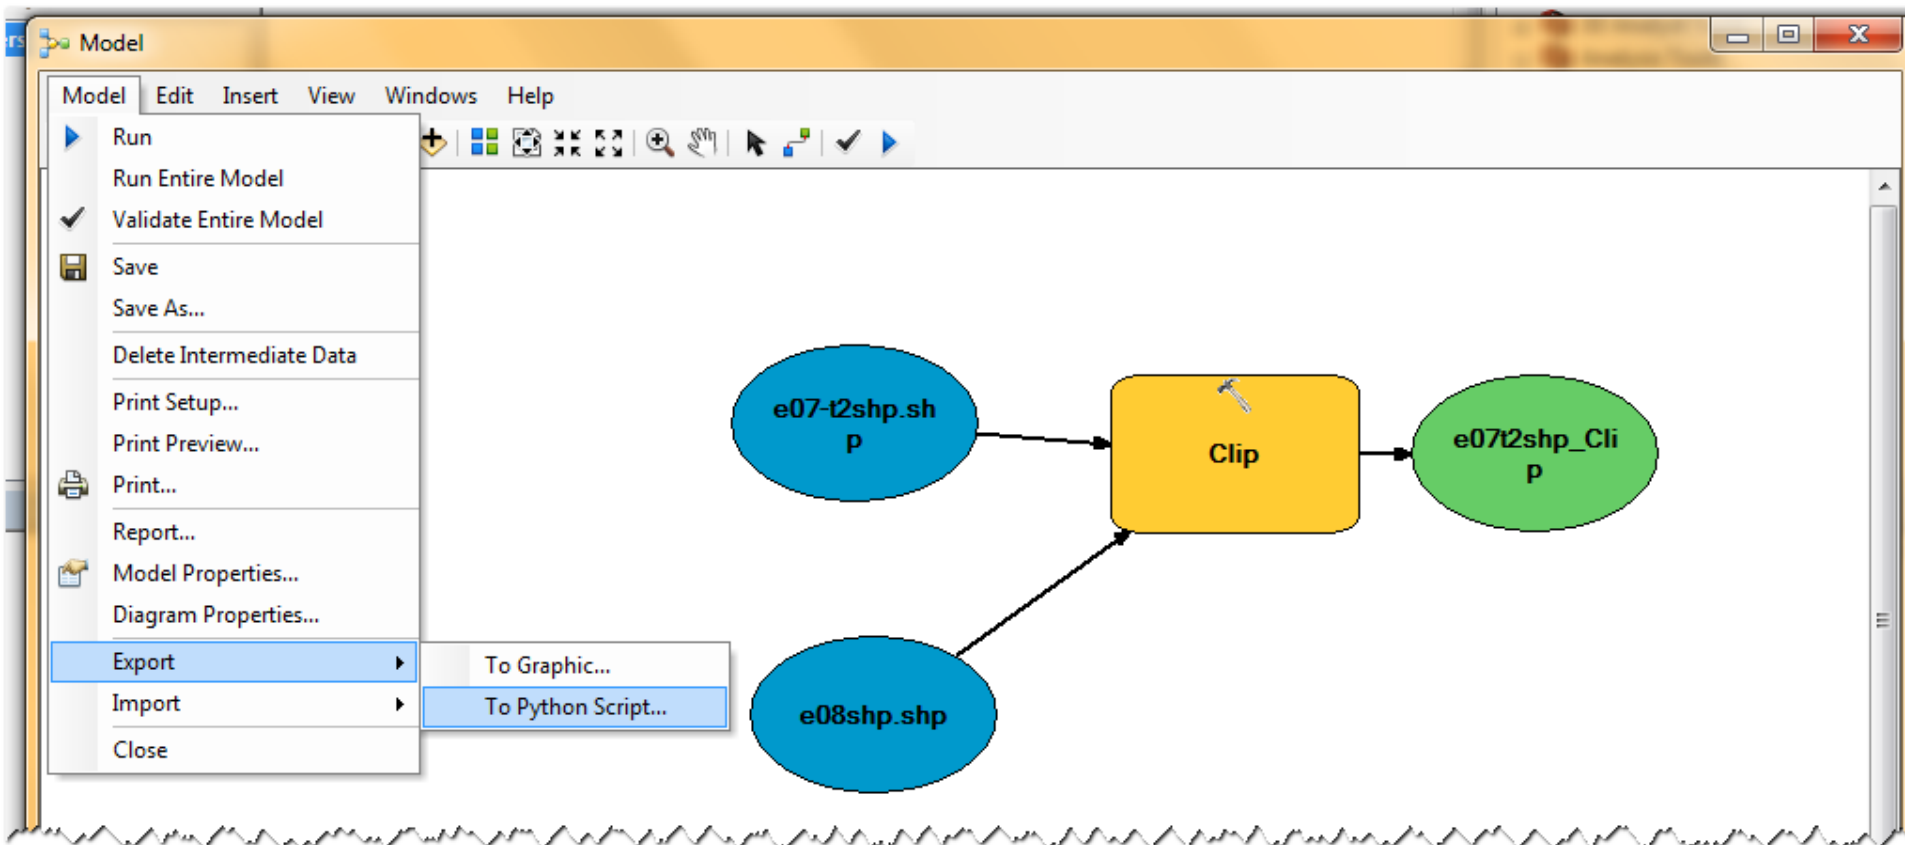 ers
Model
Model Edit Insert View Windows Help
Run
Run Entire Model
Validate Entire Model
Save
Save As...
Delete Intermediate Data
Print Setup...
Print Preview...
Print...
Report...
Model Properties...
Diagram Properties...
Export
Import
Close
To Graphic...
To Python Script...
e07-t2shp.sh
p
Clip
e07t2shp_Cli
p
e08shp.shp